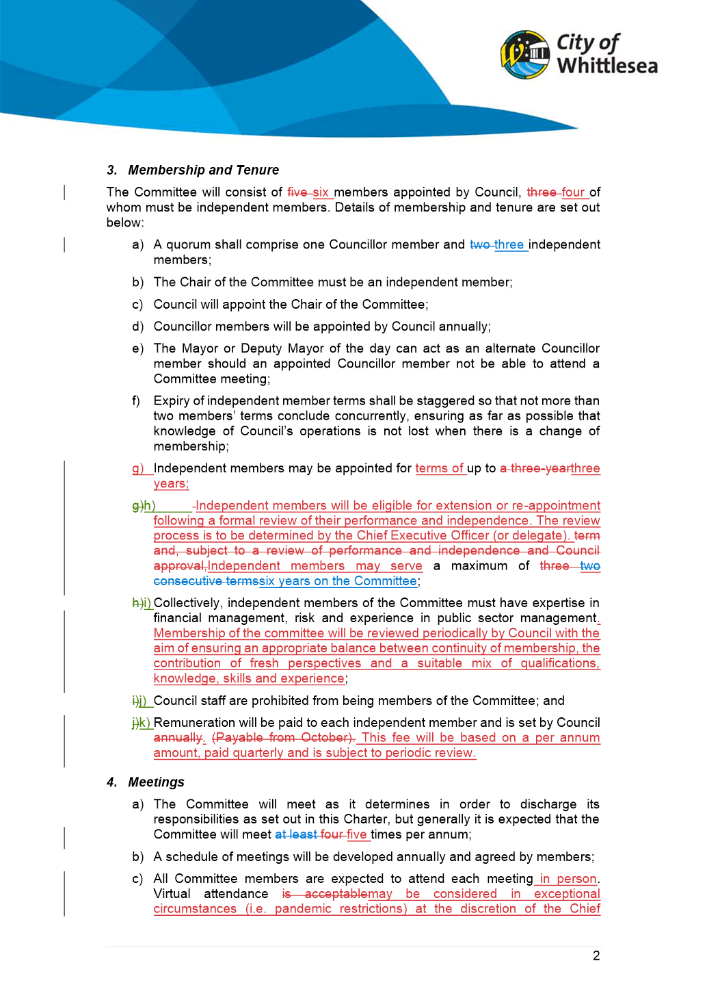 City of
Whittlesea
3. Membership and Tenure
The Committee will consist of five six members appointed by Council, three four of
whom must be independent members. Details of membership and tenure are set out
below:
a) A quorum shall comprise one Councillor member and two three independent
members;
b) The Chair of the Committee must be an independent member;
c) Council will appoint the Chair of the Committee;
d) Councillor members will be appointed by Council annually;
e) The Mayor or Deputy Mayor of the day can act as an alternate Councillor
member should an appointed Councillor member not be able to attend a
Committee meeting;
f) Expiry of independent member terms shall be staggered so that not more than
two members’ terms conclude concurrently, ensuring as far as possible that
knowledge of Council’s operations is not lost when there is a change of
membership;
g) Independent members may be appointed for terms of up to a three-yearthree
years;
g)h) -Independent members will be eligible for extension or re-appointment
following a formal review of their performance and independence. The review
process is to be determined by the Chief Executive Officer (or delegate). term
and, subject to a review of performance and independence and Council
approval,Independent members may serve a maximum of three two
consecutive termssix years on the Committee;
h)i) Collectively, independent members of the Committee must have expertise in
financial management, risk and experience in public sector management.
Membership of the committee will be reviewed periodically by Council with the
aim of ensuring an appropriate balance between continuity of membership, the
contribution of fresh perspectives and a suitable mix of qualifications,
knowledge, skills and experience;
i)j) Council staff are prohibited from being members of the Committee; and
j)k) Remuneration will be paid to each independent member and is set by Council
annually. (Payable from October). This fee will be based on a per annum
amount, paid quarterly and is subject to periodic review.
4. Meetings
a) The Committee will meet as it determines in order to discharge its
responsibilities as set out in this Charter, but generally it is expected that the
Committee will meet at least four five times per annum;
b) A schedule of meetings will be developed annually and agreed by members;
c) All Committee members are expected to attend each meeting in person.
Virtual attendance is acceptablemay be considered in exceptional
circumstances (i.e. pandemic restrictions) at the discretion of the Chief
2